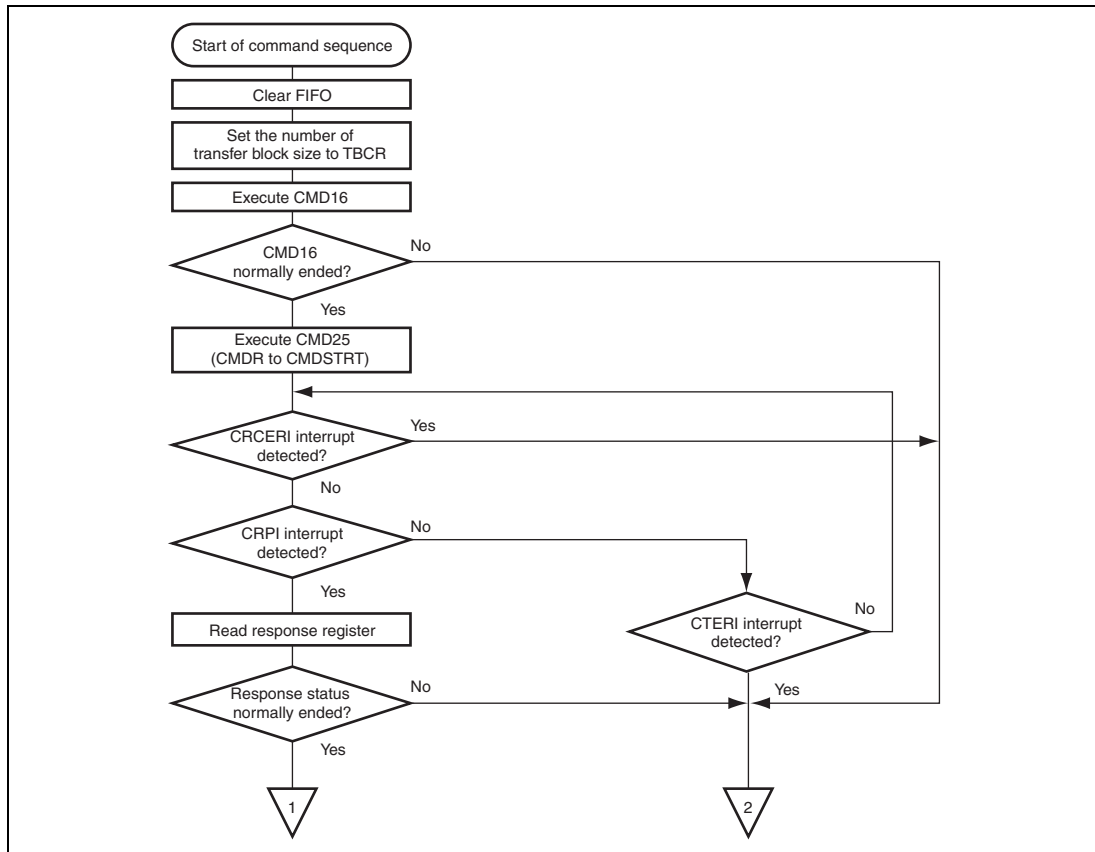 Start of command sequence
Clear FIFO
Set the number of
transfer block size to TBCR
Execute CMD16
CMD16
normally ended?
No
Yes
Execute CMD25
(CMDR to CMDSTRT)
CRCERI interrupt
detected?
Yes
No
CRPI interrupt
detected?
No
Yes
CTERI interrupt
detected?
No
Yes
Read response register
Response status
normally ended?
No
Yes
1
2